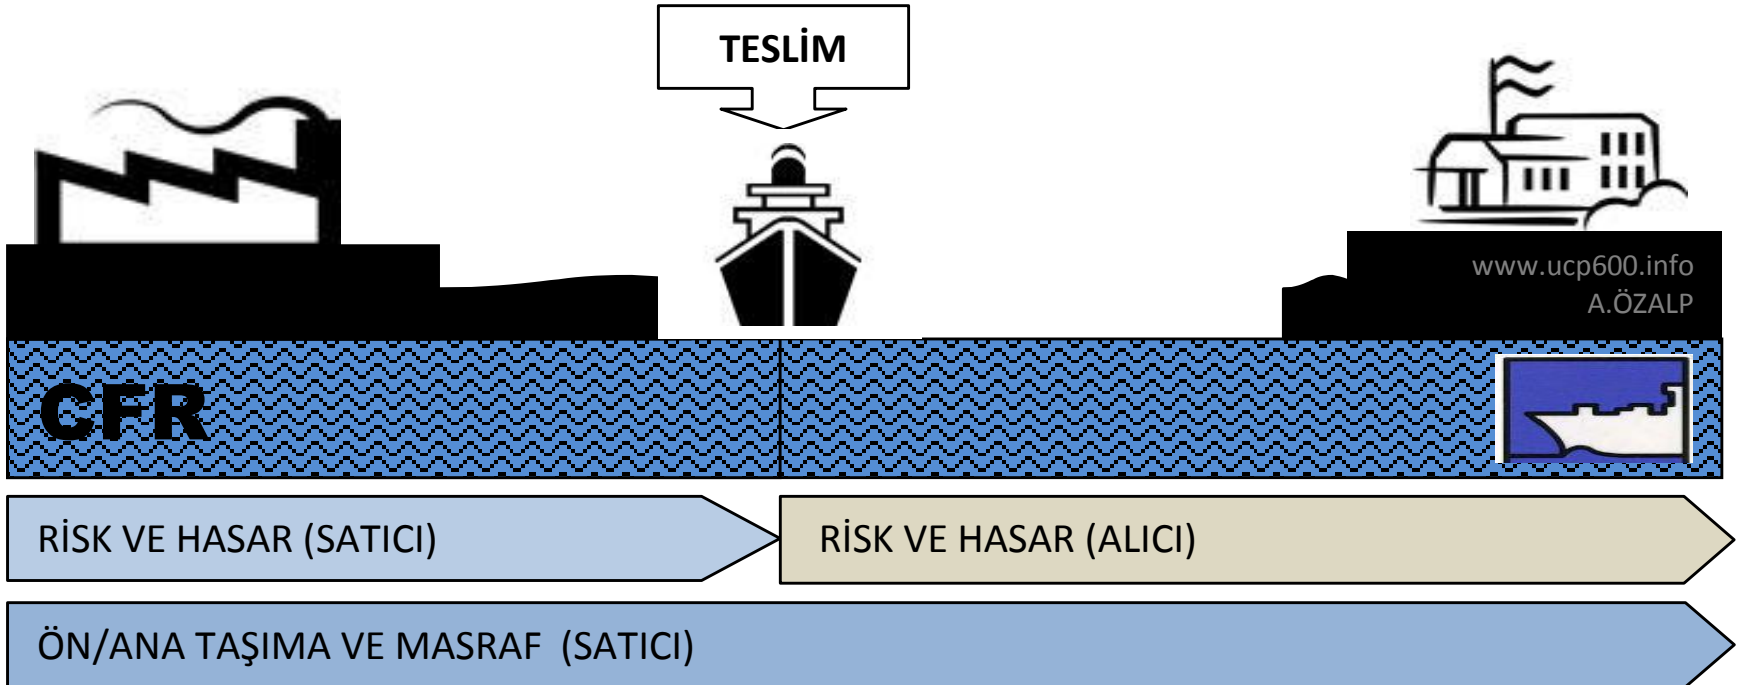 TESLİM
www.ucp600.info
A.ÖZALP
CFR
RİSK VE HASAR (SATICI)
RİSK VE HASAR (ALICI)
ÖN/ANA TAŞIMA VE MASRAF (SATICI)